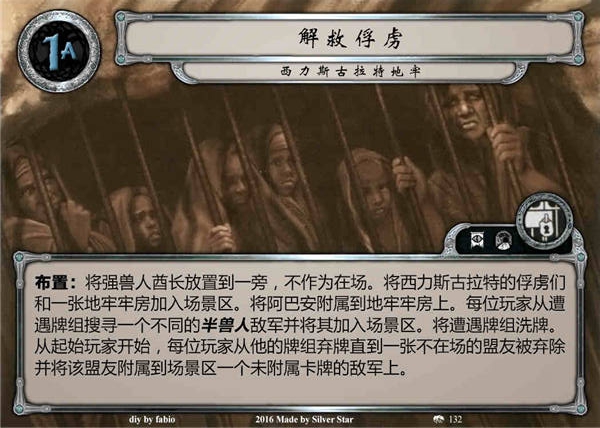 1A
解救俘虏
西力斯古拉特地牢
布置：将强兽人酋长放置到一旁，不作为在场。将西力斯古拉特的俘虏们
和一张地牢牢房加入场景区。将阿巴安附属到地牢牢房上。每位玩家从遭
遇牌组搜寻一个不同的半兽人敌军并将其加入场景区。将遭遇牌组洗牌。
从起始玩家开始，每位玩家从他的牌组弃牌直到一张不在场的盟友被弃除
并将该盟友附属到场景区一个未附属卡牌的敌军上。
diy by fabio 2016 Made by Silver Star 132